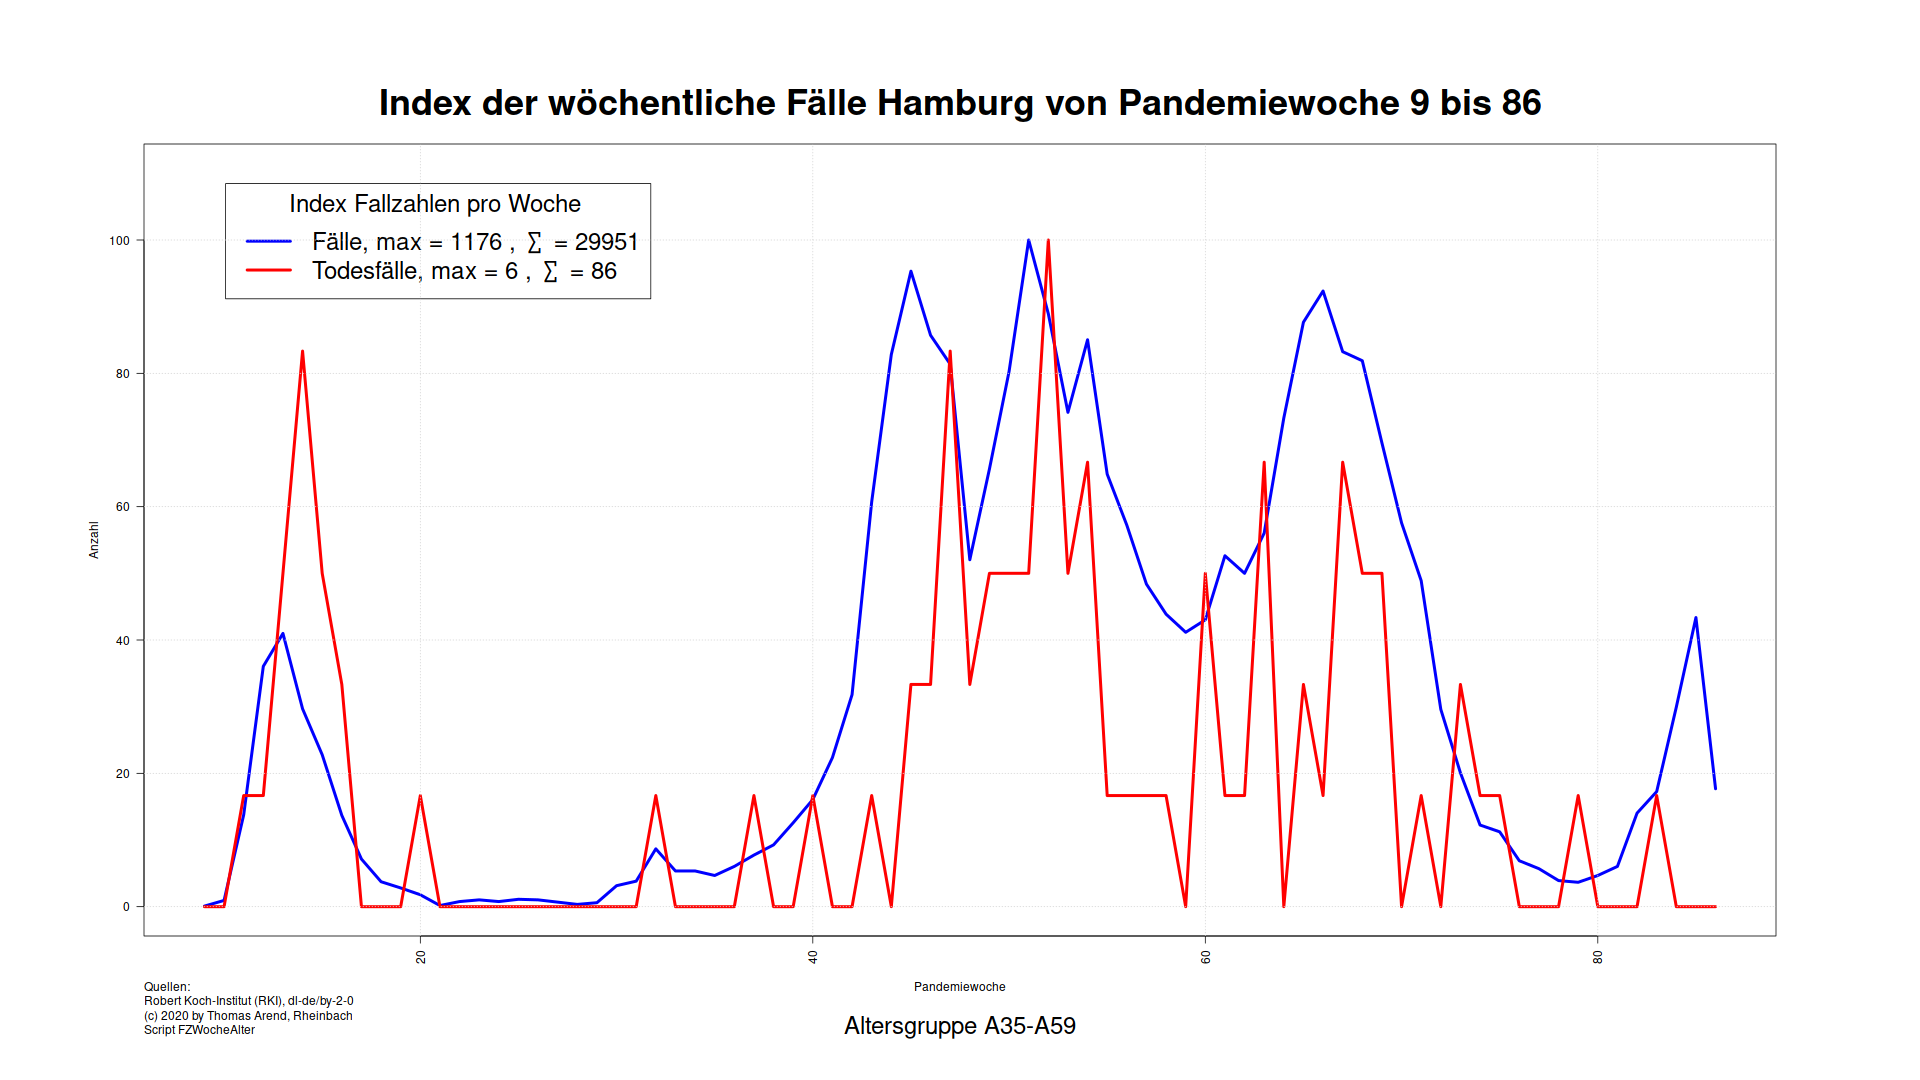 Index der wöchentliche Fälle Hamburg von Pandemiewoche 9 bis 86
Index Fallzahlen pro Woche
Fälle, max = 1176 , ∑ = 29951
Todesfälle, max = 6 , ∑ = 86
100
80
60
40
20
0
Anzahl
20
40
60
80
Pandemiewoche
Quellen:
Robert Koch-Institut (RKI), dl-de/by-2-0
(c) 2020 by Thomas Arend, Rheinbach
Script FZWocheAlter
Altersgruppe A35-A59